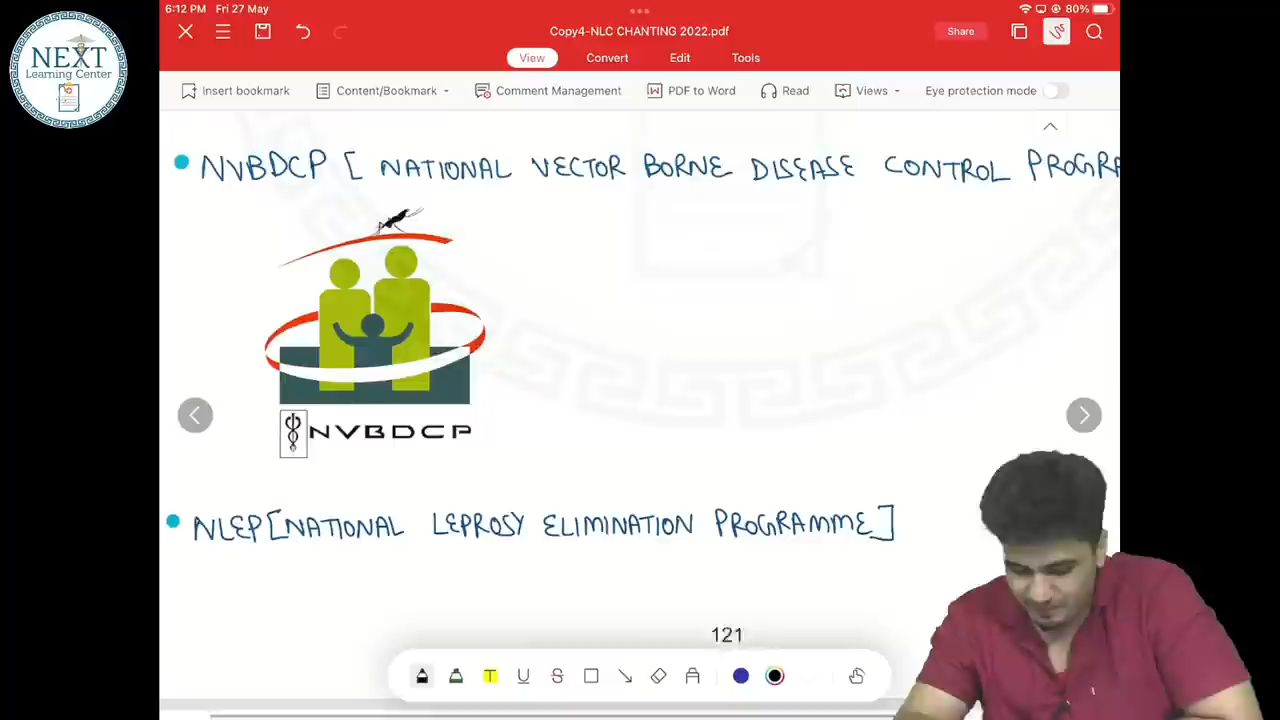 6:12 PM Fri 27 May
80%
NEXT
Learning Center
Copy4-NLC CHANTING 2022.pdf
Share
View Convert Edit Tools
Insert bookmark Content/Bookmark Comment Management PDF to Word Read Views Eye protection mode
NVBDCP [ NATIONAL VECTOR BORNE DISEASE CONTROL PROGRA
NVBDCP
NLEP[NATIONAL LEPROSY ELIMINATION PROGRAMME]
121
T U S